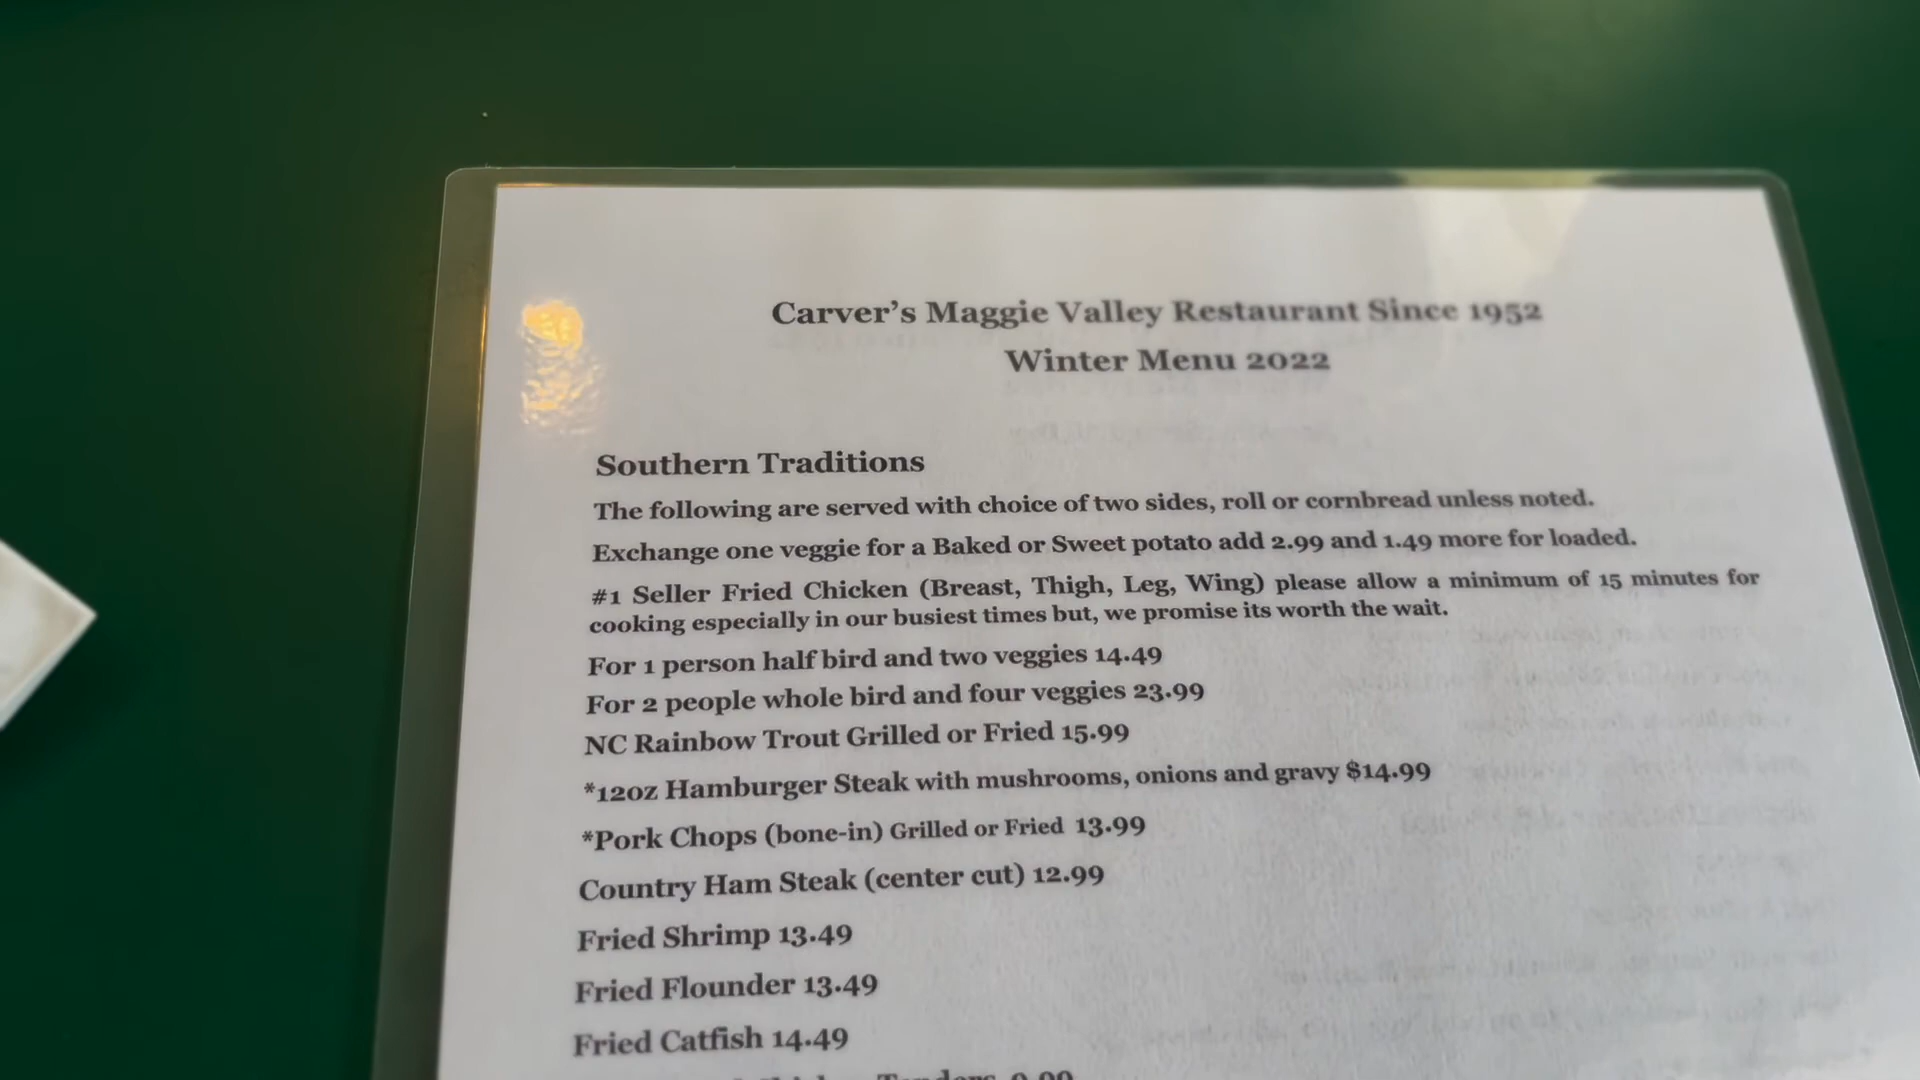 Carver's Maggie Valley Restaurant Since 1952
Winter Menu 2022
Southern Traditions
The following are served with choice of two sides, roll or cornbread unless noted.
Exchange one veggie for a Baked or Sweet potato add 2.99 and 1.49 more for loaded.
#1 Seller Fried Chicken (Breast, Thigh, Leg, Wing) please allow a minimum of 15 minutes for
cooking especially in our busiest times but, we promise its worth the wait.
For 1 person half bird and two veggies 14.49
For 2 people whole bird and four veggies 23.99
NC Rainbow Trout Grilled or Fried 15.99
*12oz Hamburger Steak with mushrooms, onions and gravy $14.99
*Pork Chops (bone-in) Grilled or Fried 13.99
Country Ham Steak (center cut) 12.99
Fried Shrimp 13.49
Fried Flounder 13.49
Fried Catfish 14.49